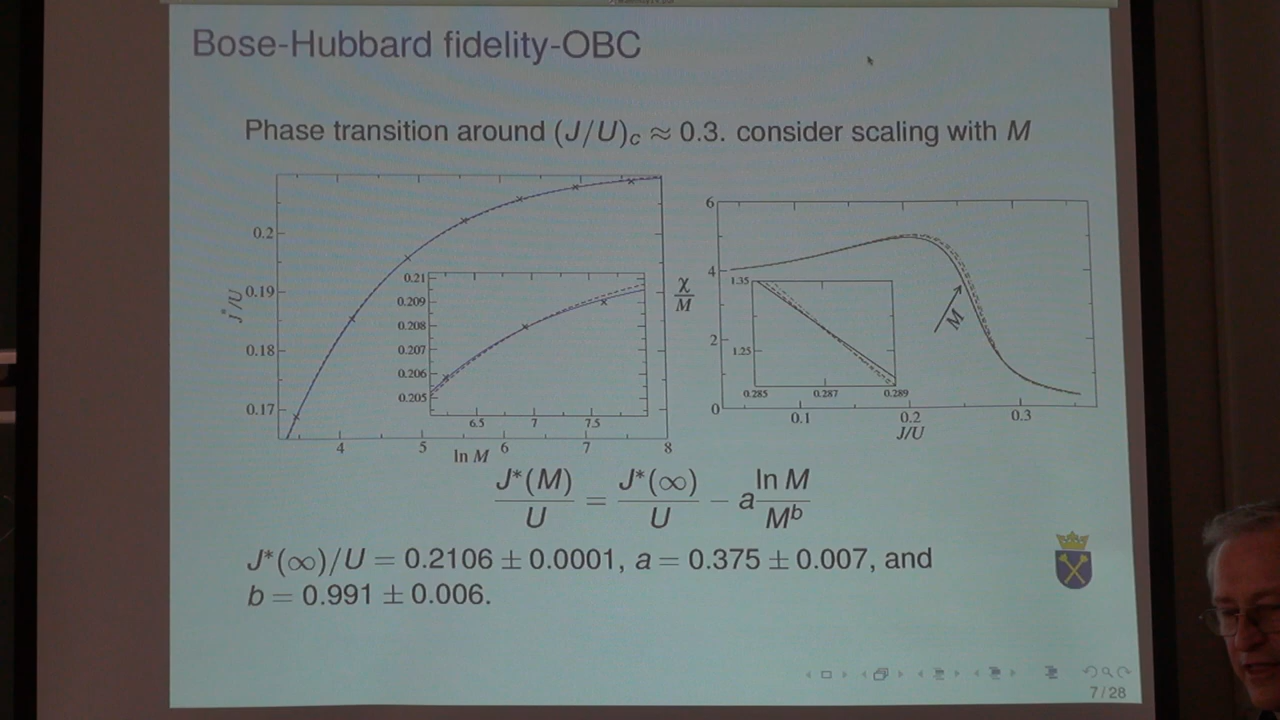 Bose-Hubbard fidelity-OBC
Phase transition around (J/U)c ≈ 0.3. consider scaling with M
0.2
0.19
0.18
0.17
J*/U
4
5
6
7
8
ln M
0.21
0.209
0.208
0.207
0.206
0.205
6.5
7
7.5
χ/M
6
4
2
0
0.1
0.2
0.3
J/U
M
1.35
1.25
0.285
0.287
0.289
J*(M)/U = J*(∞)/U − a ln M/M^b
J*(∞)/U = 0.2106 ± 0.0001, a = 0.375 ± 0.007, and
b = 0.991 ± 0.006.
7 / 28